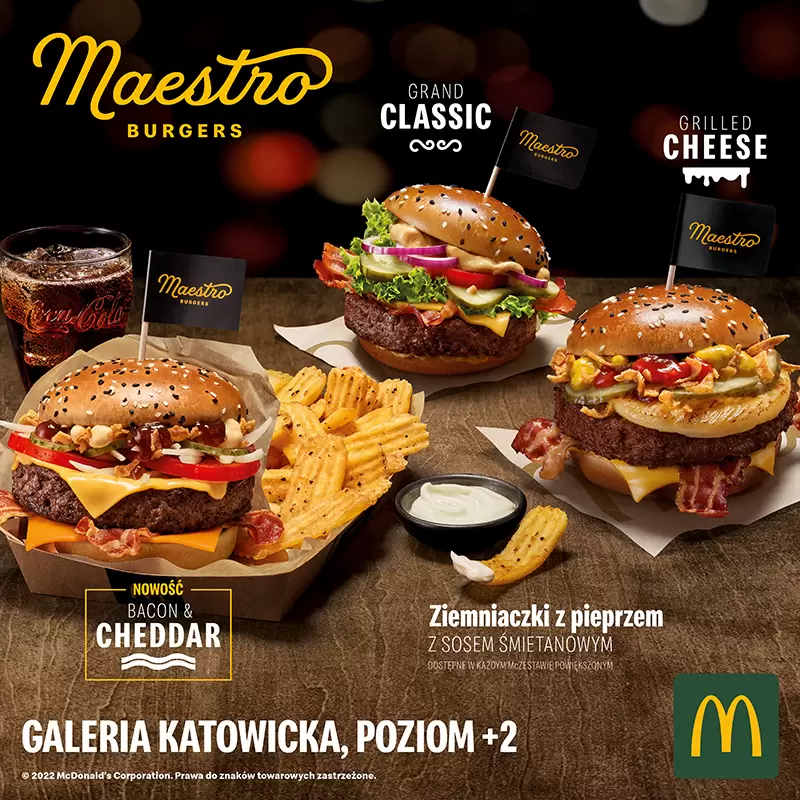 Maestro
BURGERS
GRAND
CLASSIC
GRILLED
CHEESE
Maestro
BURGERS
Maestro
BURGERS
Maestro
BURGERS
Coca-Cola
NOWOŚĆ
BACON &
CHEDDAR
Ziemniaczki z pieprzem
Z SOSEM ŚMIETANOWYM
DOSTĘPNE W KAŻDYM McZESTAWIE POWIĘKSZONYM
GALERIA KATOWICKA, POZIOM +2
© 2022 McDonald's Corporation. Prawa do znaków towarowych zastrzeżone.